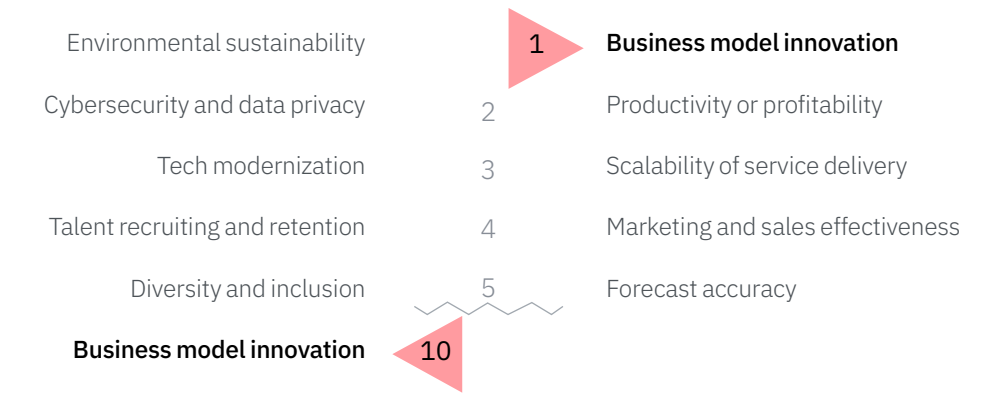 Environmental sustainability 1 Business model innovation
Cybersecurity and data privacy 2 Productivity or profitability
Tech modernization 3 Scalability of service delivery
Talent recruiting and retention 4 Marketing and sales effectiveness
Diversity and inclusion 5 Forecast accuracy
Business model innovation 10